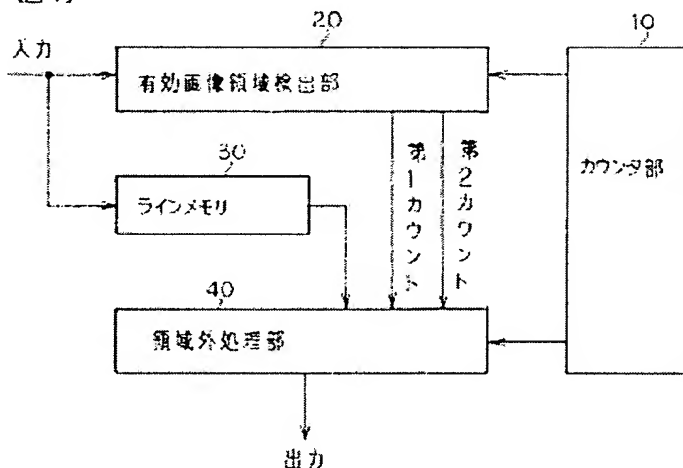 20
10
入力
有効画像領域検出部
30
第1カウント
第2カウント
カウンタ部
ラインメモリ
40
領域外処理部
出力